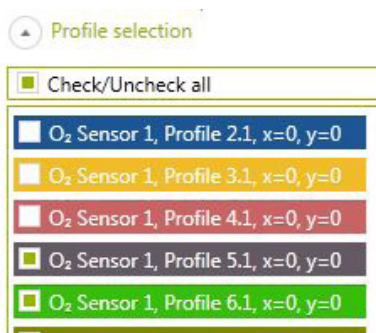 Profile selection
Check/Uncheck all
O₂ Sensor 1, Profile 2.1, x=0, y=0
O₂ Sensor 1, Profile 3.1, x=0, y=0
O₂ Sensor 1, Profile 4.1, x=0, y=0
O₂ Sensor 1, Profile 5.1, x=0, y=0
O₂ Sensor 1, Profile 6.1, x=0, y=0